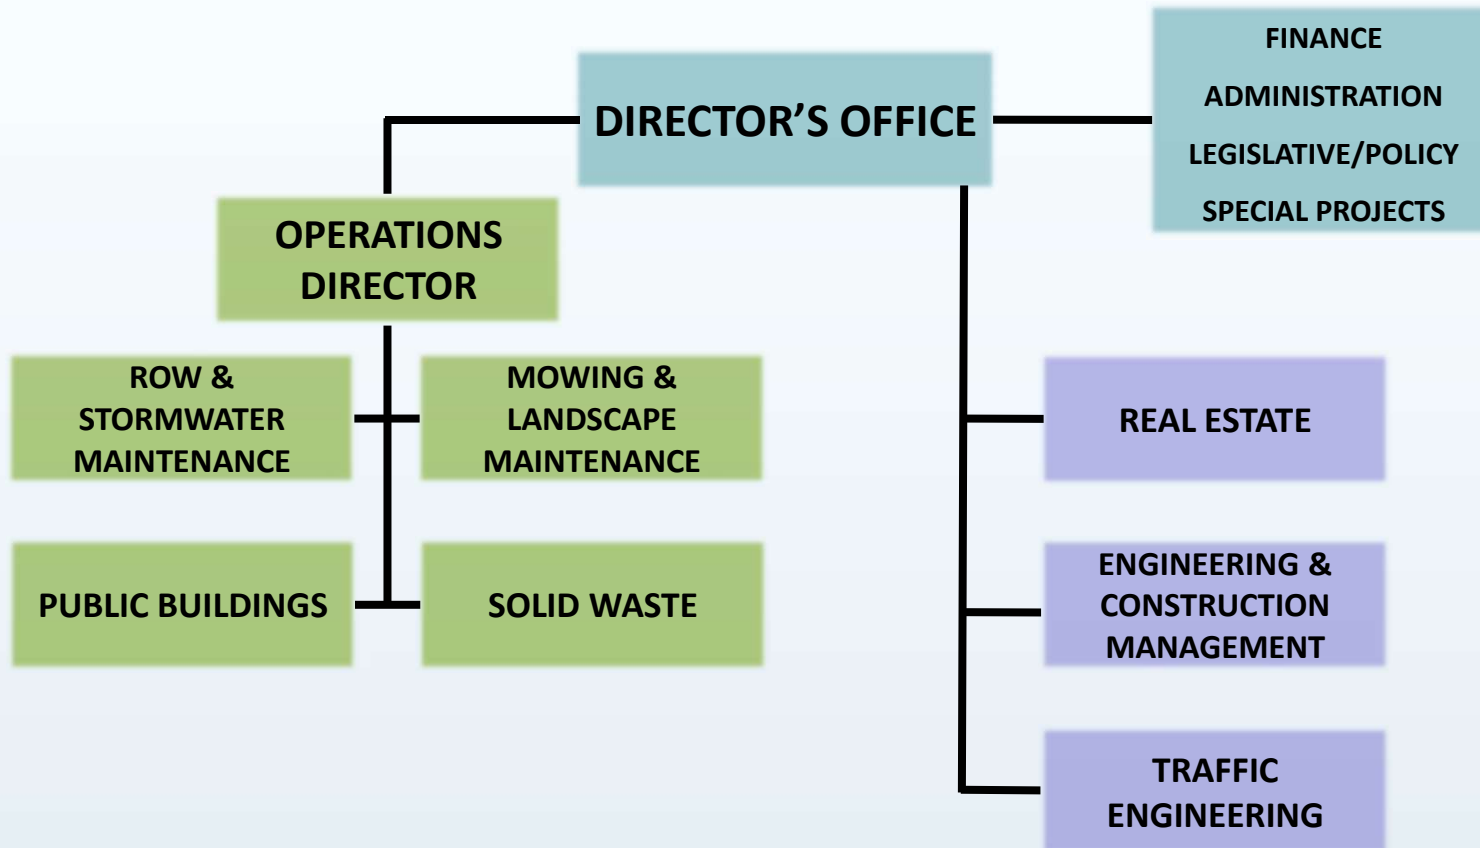 FINANCE
ADMINISTRATION
LEGISLATIVE/POLICY
SPECIAL PROJECTS
DIRECTOR’S OFFICE
OPERATIONS
DIRECTOR
ROW &
STORMWATER
MAINTENANCE
MOWING &
LANDSCAPE
MAINTENANCE
REAL ESTATE
PUBLIC BUILDINGS
SOLID WASTE
ENGINEERING &
CONSTRUCTION
MANAGEMENT
TRAFFIC
ENGINEERING